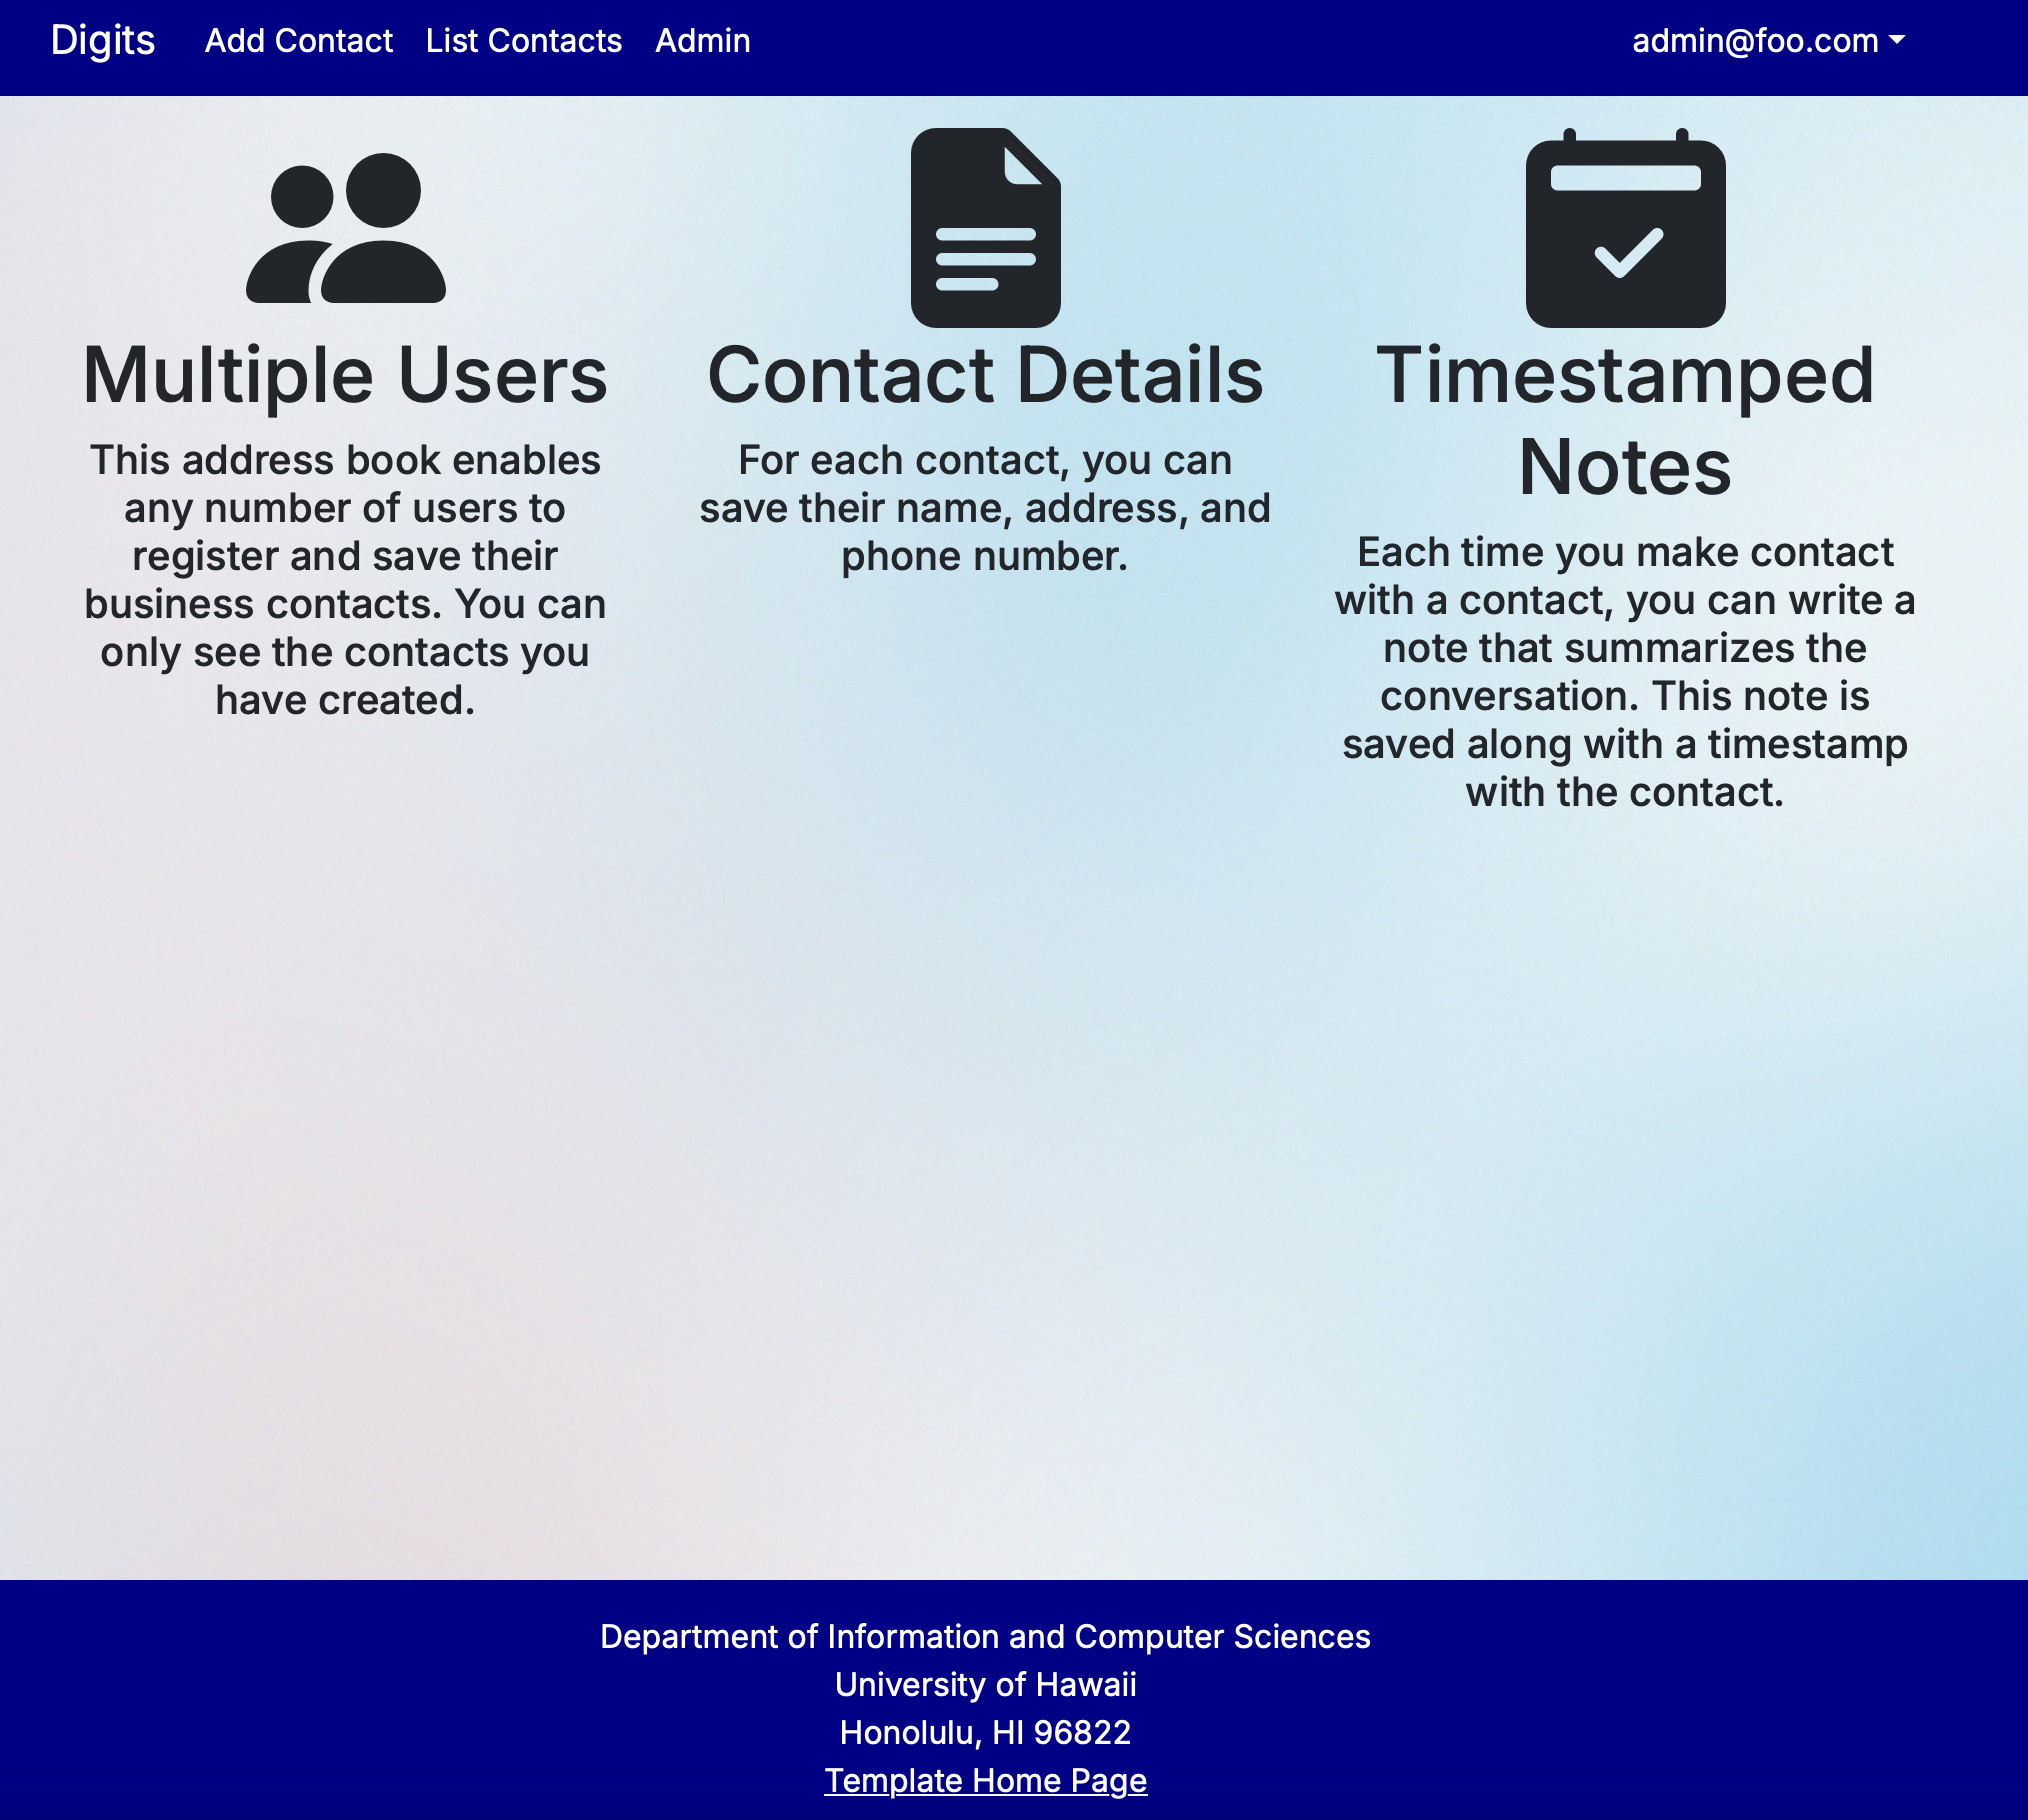 Digits Add Contact List Contacts Admin admin@foo.com
Multiple Users
This address book enables
any number of users to
register and save their
business contacts. You can
only see the contacts you
have created.
Contact Details
For each contact, you can
save their name, address, and
phone number.
Timestamped
Notes
Each time you make contact
with a contact, you can write a
note that summarizes the
conversation. This note is
saved along with a timestamp
with the contact.
Department of Information and Computer Sciences
University of Hawaii
Honolulu, HI 96822
Template Home Page